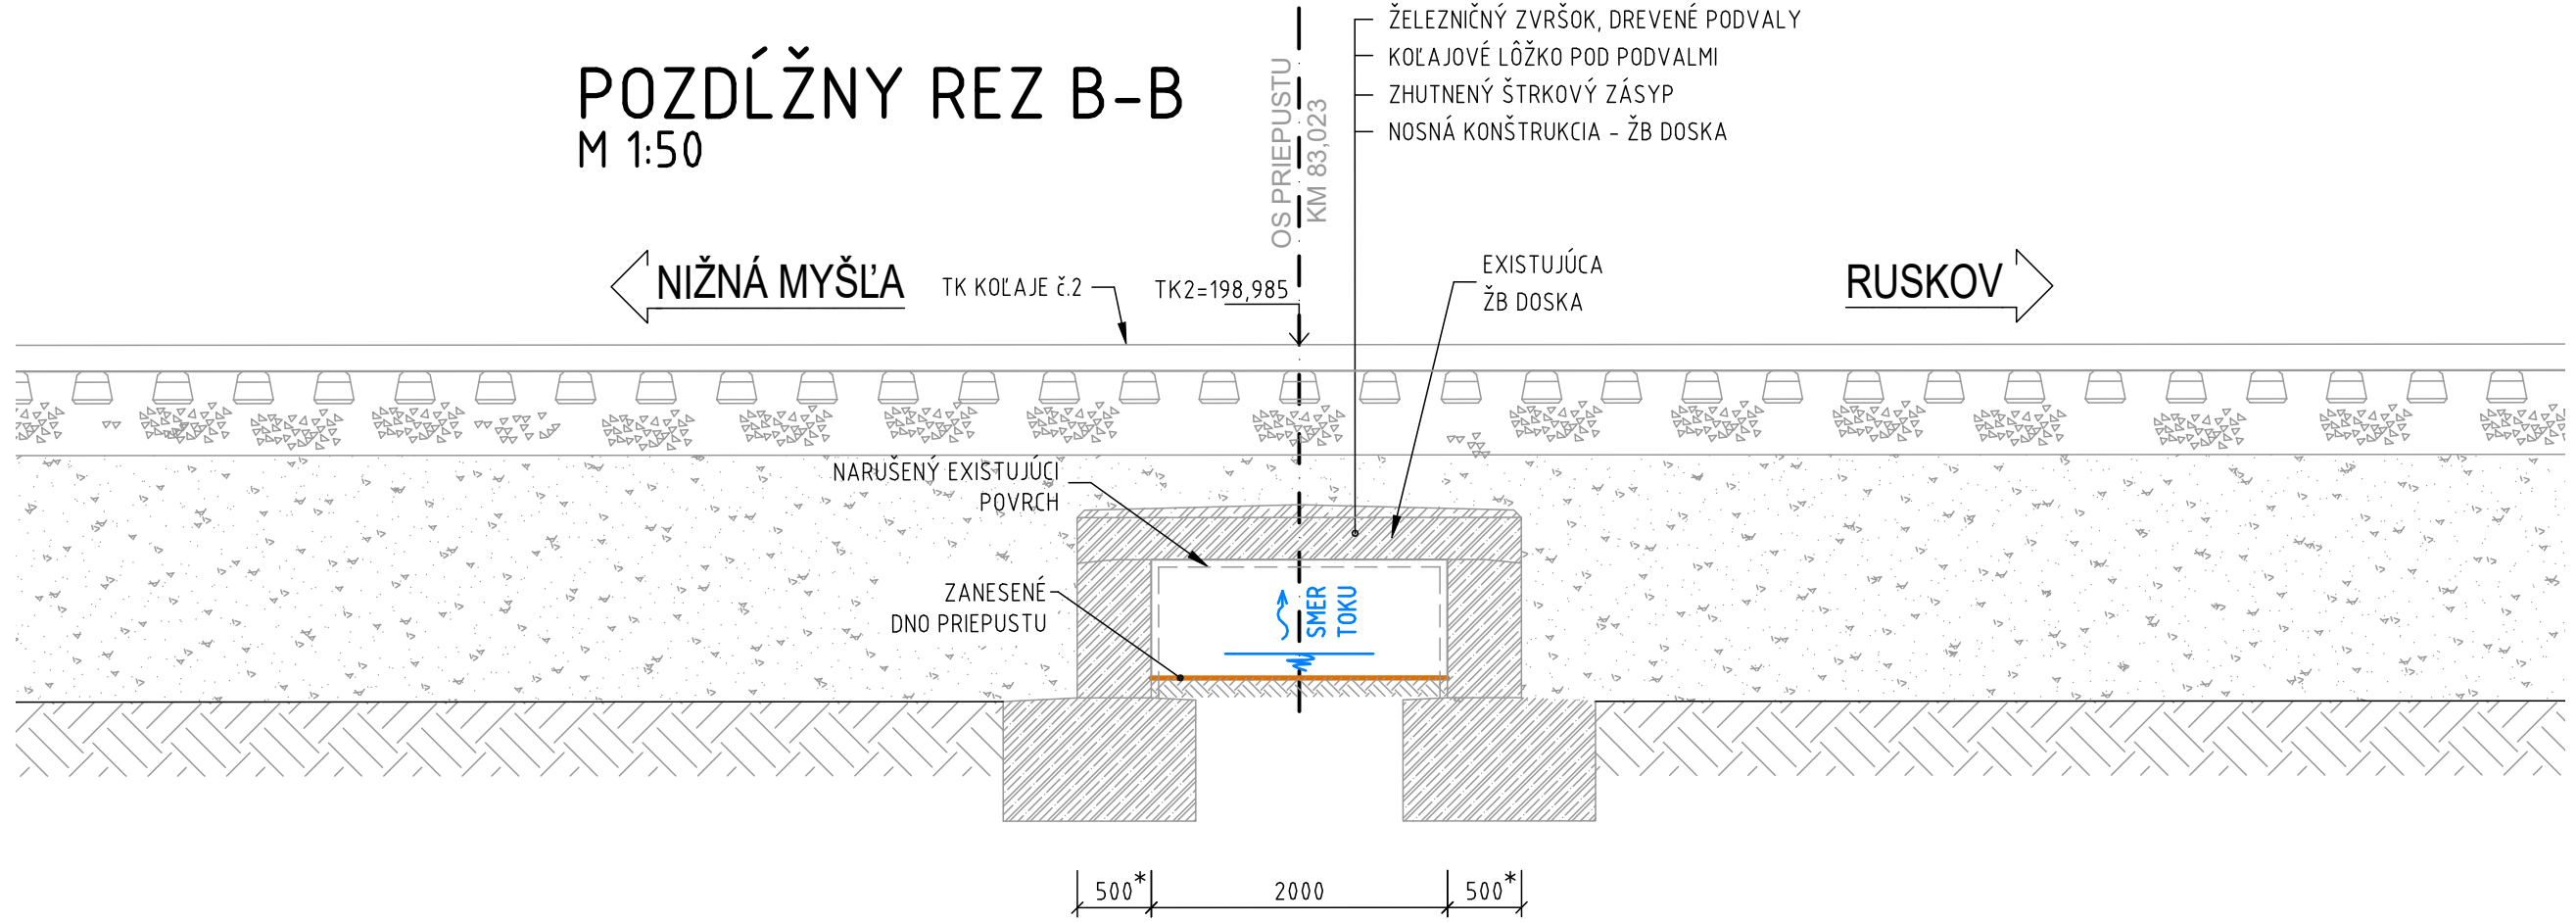 ŽELEZNIČNÝ ZVRŠOK, DREVENÉ PODVALY
KOĽAJOVÉ LÔŽKO POD PODVALMI
ZHUTNENÝ ŠTRKOVÝ ZÁSYP
NOSNÁ KONŠTRUKCIA - ŽB DOSKA
POZDĹŽNY REZ B-B
M 1:50
OS PRIEPUSTU
KM 83,023
NIŽNÁ MYŠĽA
TK KOĽAJE č.2
TK2=198,985
EXISTUJÚCA
ŽB DOSKA
RUSKOV
NARUŠENÝ EXISTUJÚCI
POVRCH
ZANESENÉ
DNO PRIEPUSTU
SMER
TOKU
500*
2000
500*